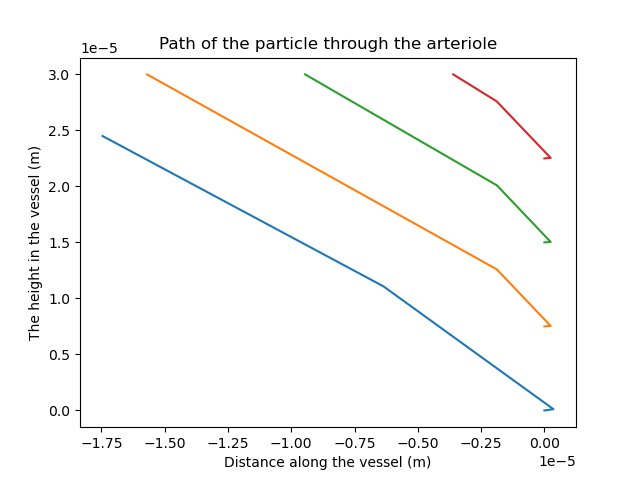 Path of the particle through the arteriole
1e−5
3.0
2.5
2.0
1.5
1.0
0.5
0.0
The height in the vessel (m)
−1.75 −1.50 −1.25 −1.00 −0.75 −0.50 −0.25 0.00
1e−5
Distance along the vessel (m)